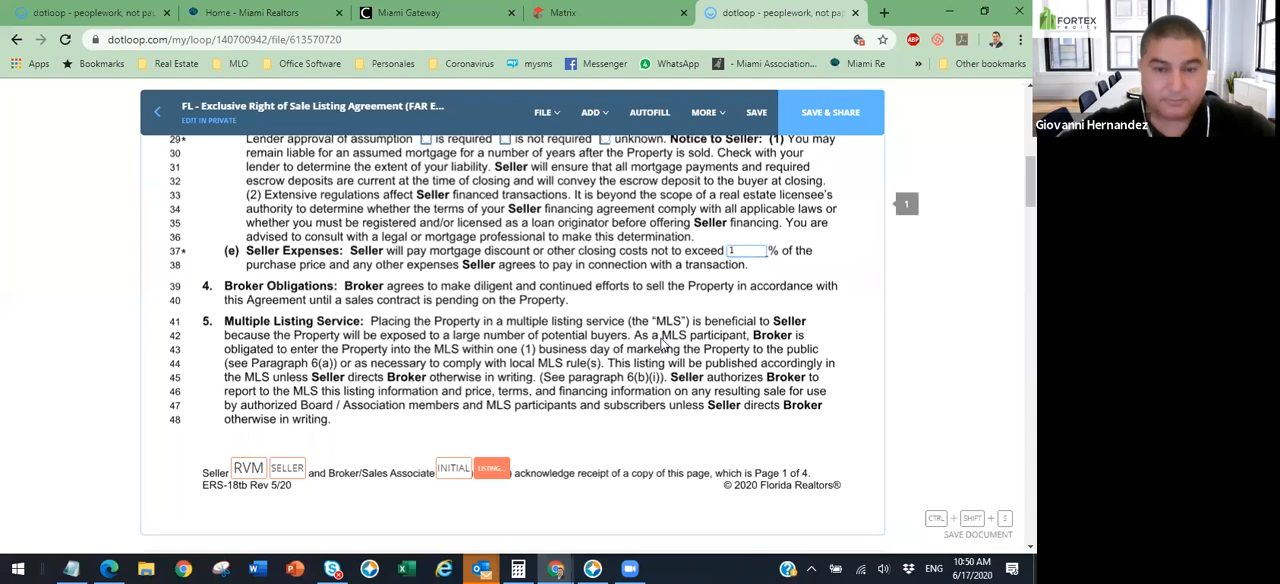 dotloop - peoplework, not pa
Home - Miami Realtors
Miami Gateway
Matrix
dotloop - peoplework, not pap
dotloop.com/my/loop/140700942/file/613570720
Apps
Bookmarks
Real Estate
MLO
Office Software
Personales
Coronavirus
mysms
Messenger
WhatsApp
- Miami Association...
Miami Re
»
Other bookmarks
FORTEX
realty
Giovanni Hernandez
FL - Exclusive Right of Sale Listing Agreement (FAR E...
EDIT IN PRIVATE
FILE
ADD
AUTOFILL
MORE
SAVE
SAVE & SHARE
29* Lender approval of assumption is required is not required unknown. Notice to Seller: (1) You may
30 remain liable for an assumed mortgage for a number of years after the Property is sold. Check with your
31 lender to determine the extent of your liability. Seller will ensure that all mortgage payments and required
32 escrow deposits are current at the time of closing and will convey the escrow deposit to the buyer at closing.
33 (2) Extensive regulations affect Seller financed transactions. It is beyond the scope of a real estate licensee's
34 authority to determine whether the terms of your Seller financing agreement comply with all applicable laws or
35 whether you must be registered and/or licensed as a loan originator before offering Seller financing. You are
36 advised to consult with a legal or mortgage professional to make this determination.
37* (e) Seller Expenses: Seller will pay mortgage discount or other closing costs not to exceed 1 % of the
38 purchase price and any other expenses Seller agrees to pay in connection with a transaction.
39 4. Broker Obligations: Broker agrees to make diligent and continued efforts to sell the Property in accordance with
40 this Agreement until a sales contract is pending on the Property.
41 5. Multiple Listing Service: Placing the Property in a multiple listing service (the “MLS”) is beneficial to Seller
42 because the Property will be exposed to a large number of potential buyers. As a MLS participant, Broker is
43 obligated to enter the Property into the MLS within one (1) business day of marketing the Property to the public
44 (see Paragraph 6(a)) or as necessary to comply with local MLS rule(s). This listing will be published accordingly in
45 the MLS unless Seller directs Broker otherwise in writing. (See paragraph 6(b)(i)). Seller authorizes Broker to
46 report to the MLS this listing information and price, terms, and financing information on any resulting sale for use
47 by authorized Board / Association members and MLS participants and subscribers unless Seller directs Broker
48 otherwise in writing.
Seller RVM SELLER and Broker/Sales Associate INITIAL LISTING... ) acknowledge receipt of a copy of this page, which is Page 1 of 4.
ERS-18tb Rev 5/20 © 2020 Florida Realtors®
1
CTRL + SHIFT + S
SAVE DOCUMENT
ENG
10:50 AM
6/17/2020